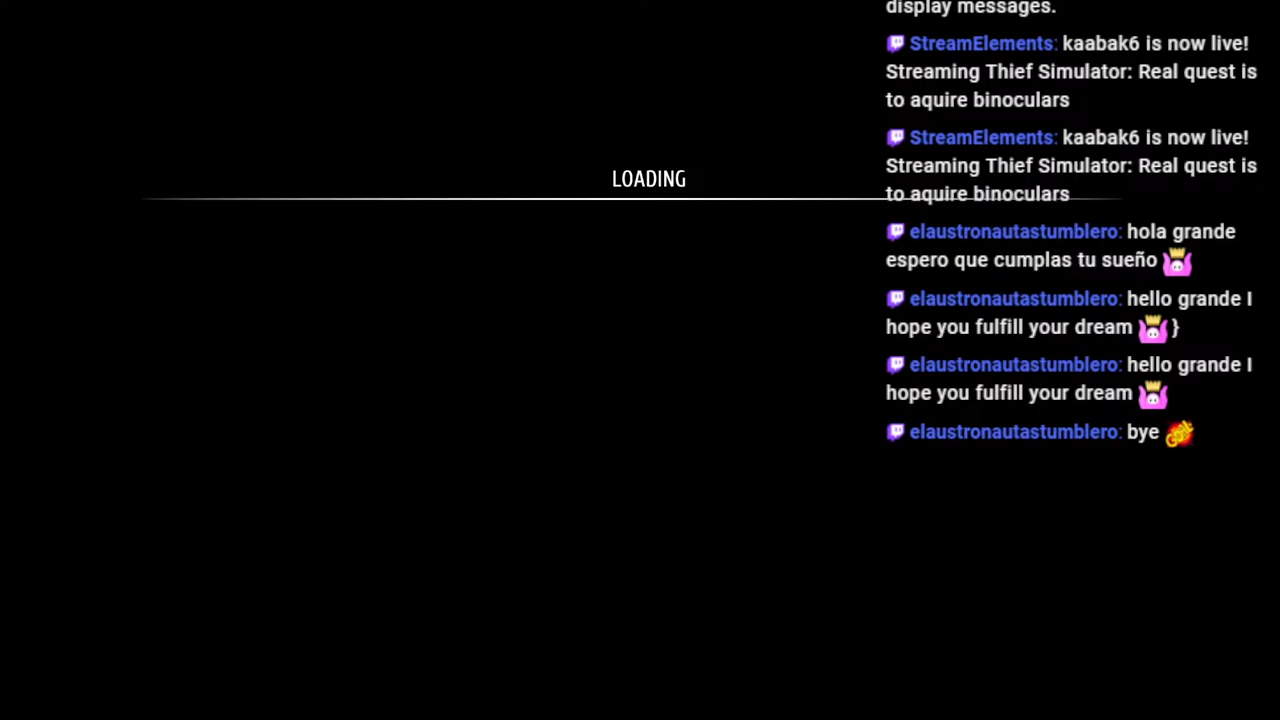 display messages.
StreamElements: kaabak6 is now live!
Streaming Thief Simulator: Real quest is
to aquire binoculars
StreamElements: kaabak6 is now live!
Streaming Thief Simulator: Real quest is
to aquire binoculars
LOADING
elaustronautastumblero: hola grande
espero que cumplas tu sueño
elaustronautastumblero: hello grande I
hope you fulfill your dream }
elaustronautastumblero: hello grande I
hope you fulfill your dream
elaustronautastumblero: bye GOAL